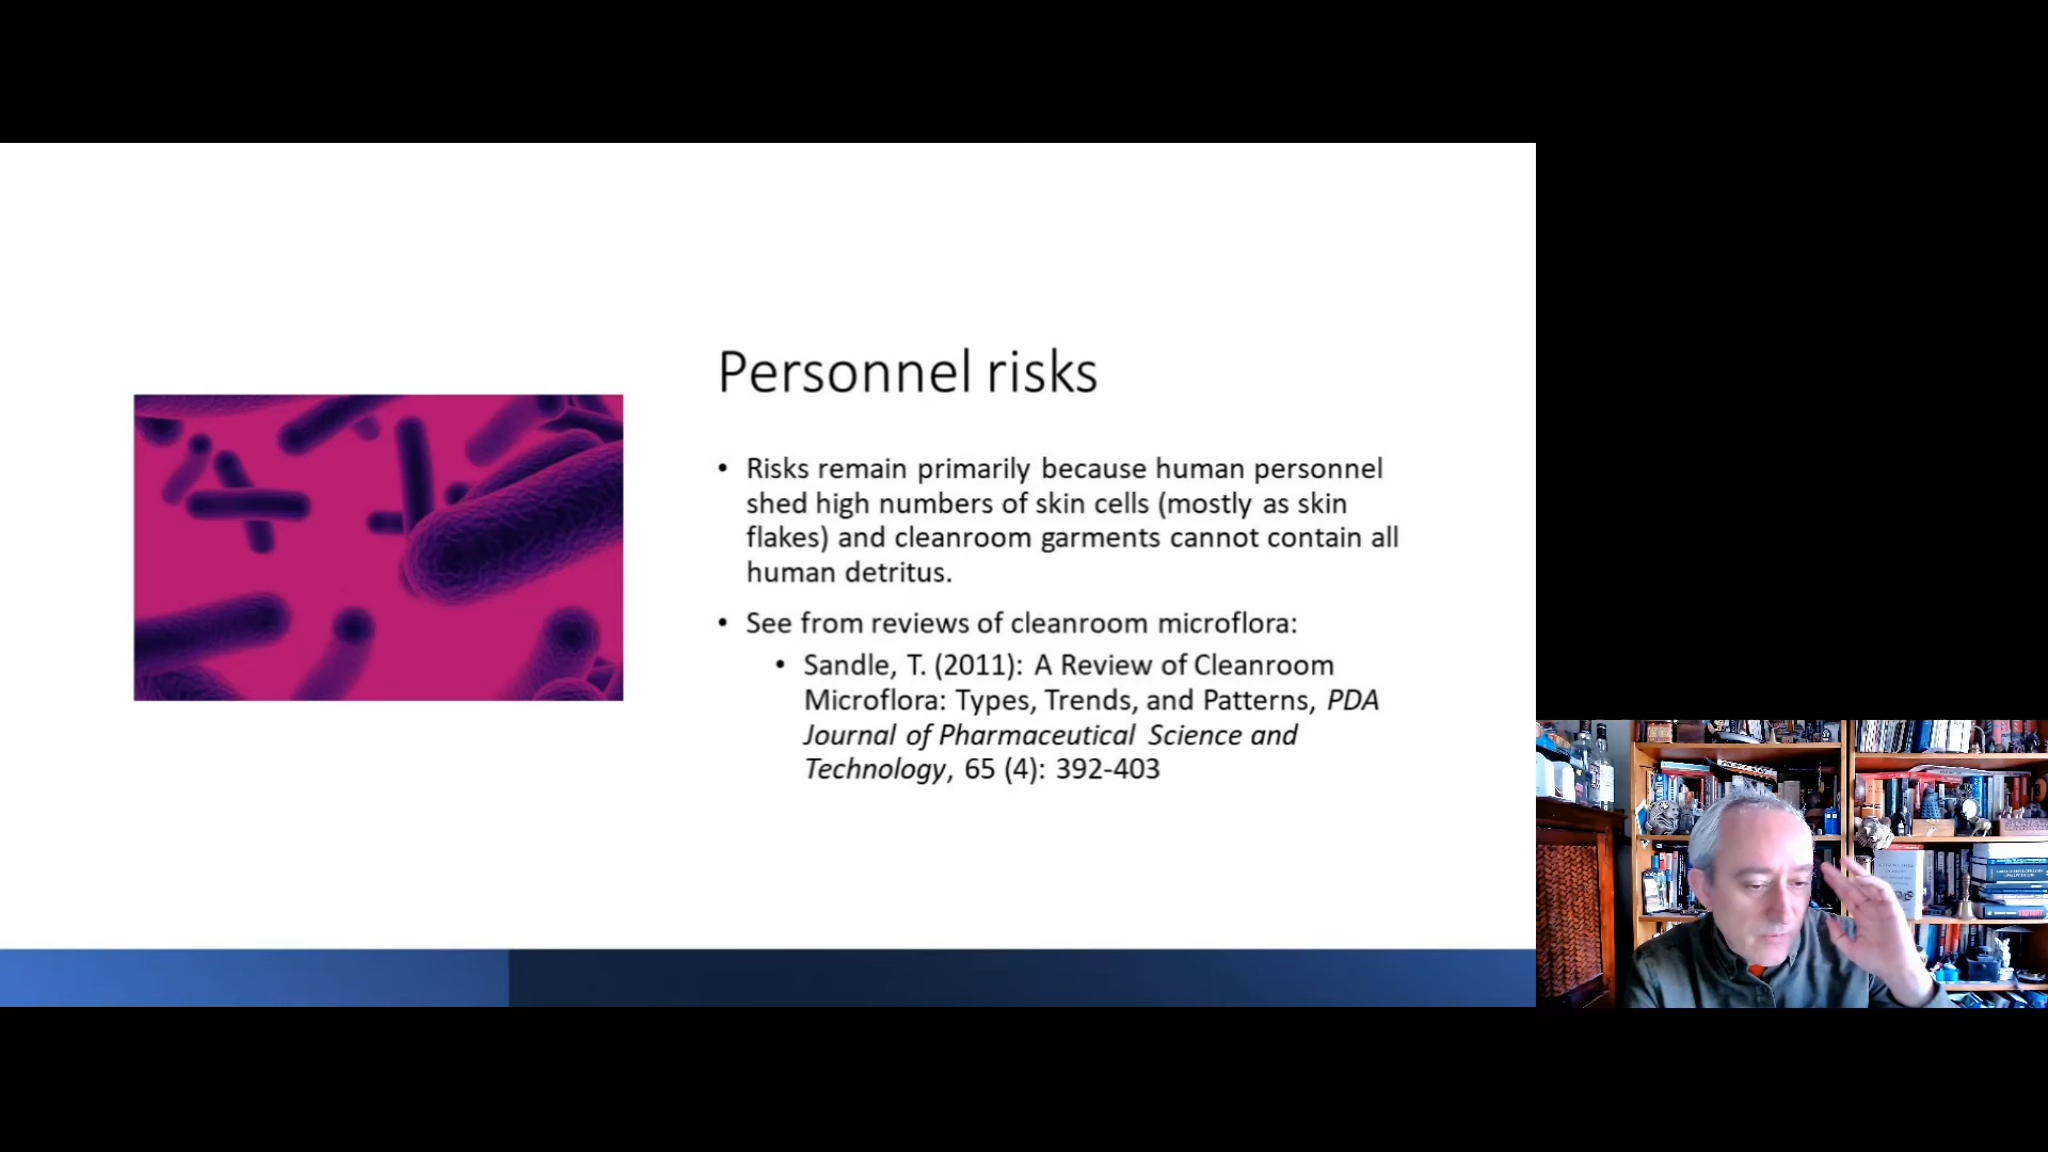 Personnel risks
• Risks remain primarily because human personnel
shed high numbers of skin cells (mostly as skin
flakes) and cleanroom garments cannot contain all
human detritus.
• See from reviews of cleanroom microflora:
• Sandle, T. (2011): A Review of Cleanroom
Microflora: Types, Trends, and Patterns, PDA
Journal of Pharmaceutical Science and
Technology, 65 (4): 392-403